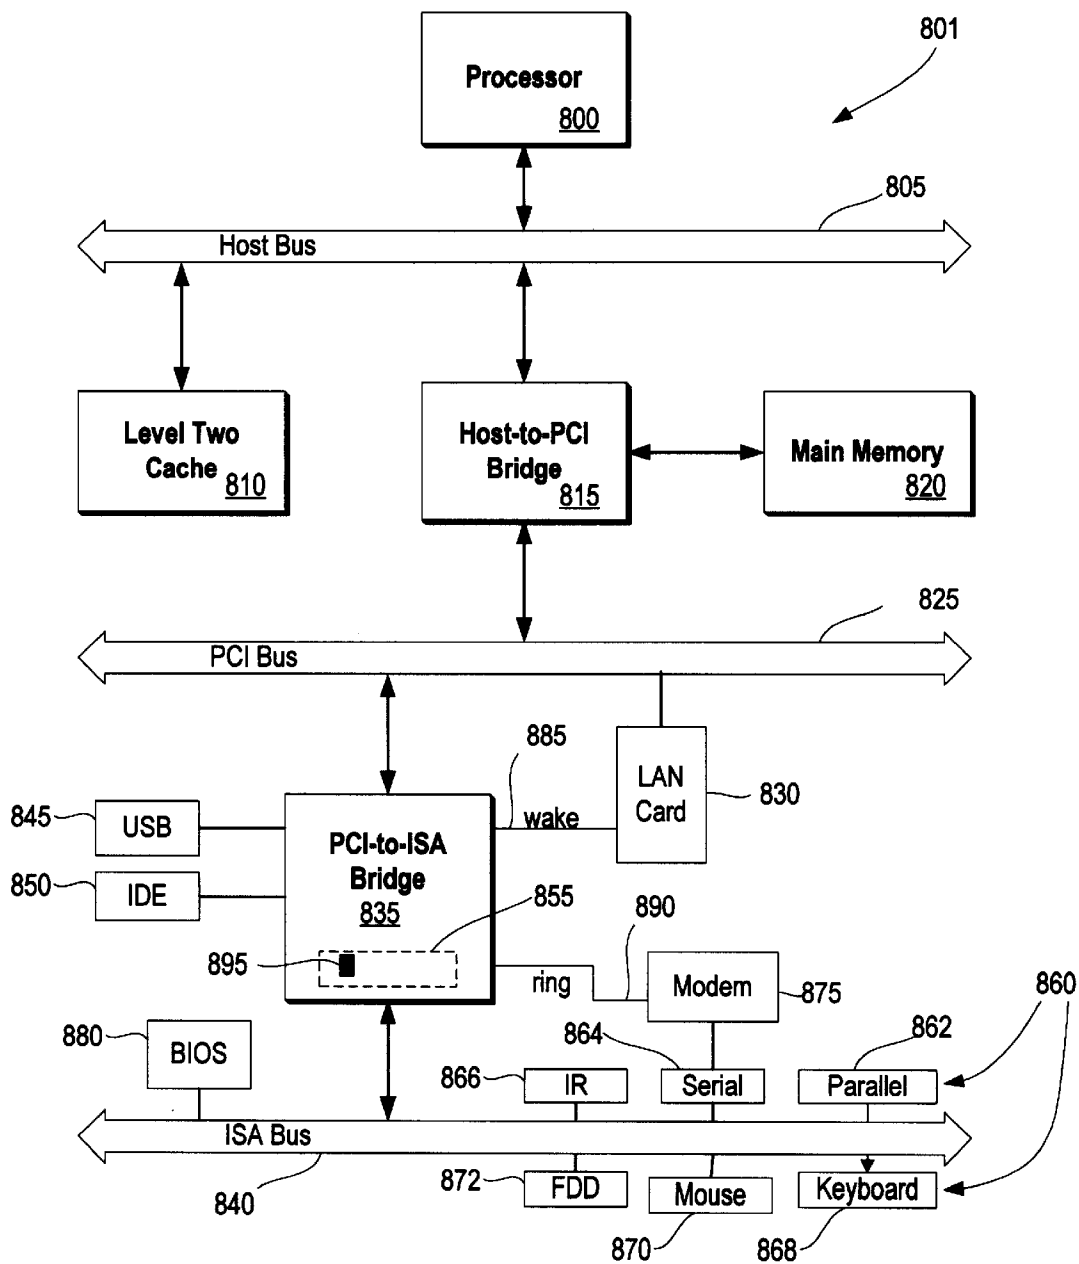 801
Processor
800
805
Host Bus
Level Two
Cache
810
Host-to-PCI
Bridge
815
Main Memory
820
825
PCI Bus
885
LAN
Card
830
845
USB
wake
PCI-to-ISA
Bridge
835
850
IDE
855
890
895
ring
Modem
875
860
880
BIOS
864
862
866
IR
Serial
Parallel
ISA Bus
840
872
FDD
Mouse
Keyboard
870
868